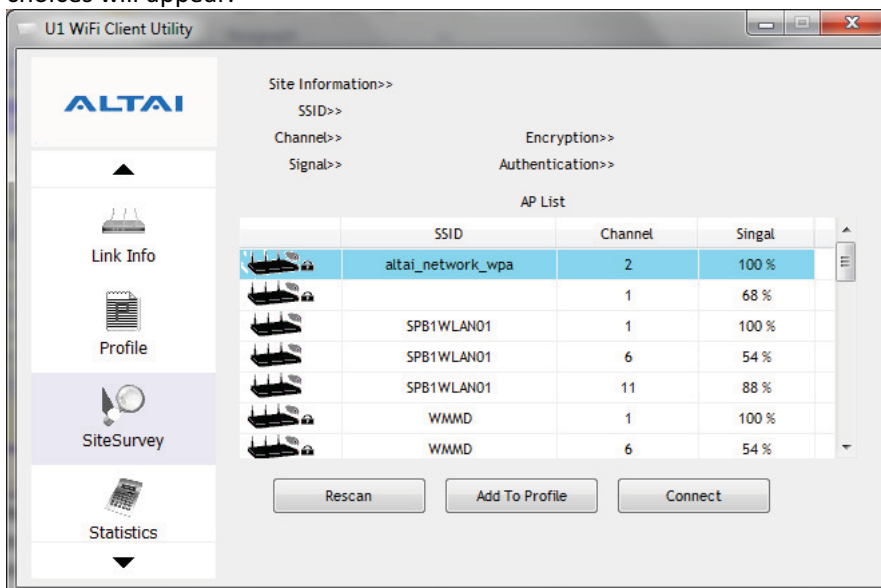 choices will appear.
U1 WiFi Client Utility
ALTAI
Site Information>>
SSID>>
Channel>> Encryption>>
Signal>> Authentication>>
AP List
SSID Channel Singal
altai_network_wpa 2 100 %
1 68 %
SPB1WLAN01 1 100 %
SPB1WLAN01 6 54 %
SPB1WLAN01 11 88 %
WMMD 1 100 %
WMMD 6 54 %
Link Info
Profile
SiteSurvey
Statistics
Rescan Add To Profile Connect